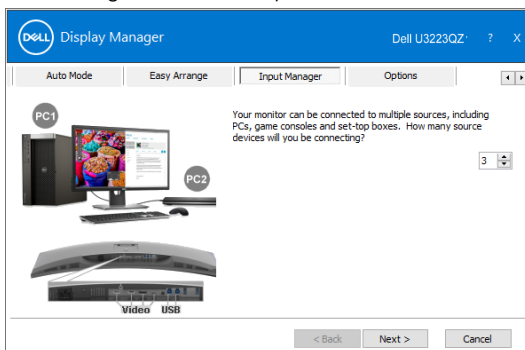 DELL Display Manager
Dell U3223QZ
? X
Auto Mode Easy Arrange Input Manager Options
PC1
Your monitor can be connected to multiple sources, including
PCs, game consoles and set-top boxes. How many source
devices will you be connecting?
3
PC2
Video USB
< Back Next > Cancel